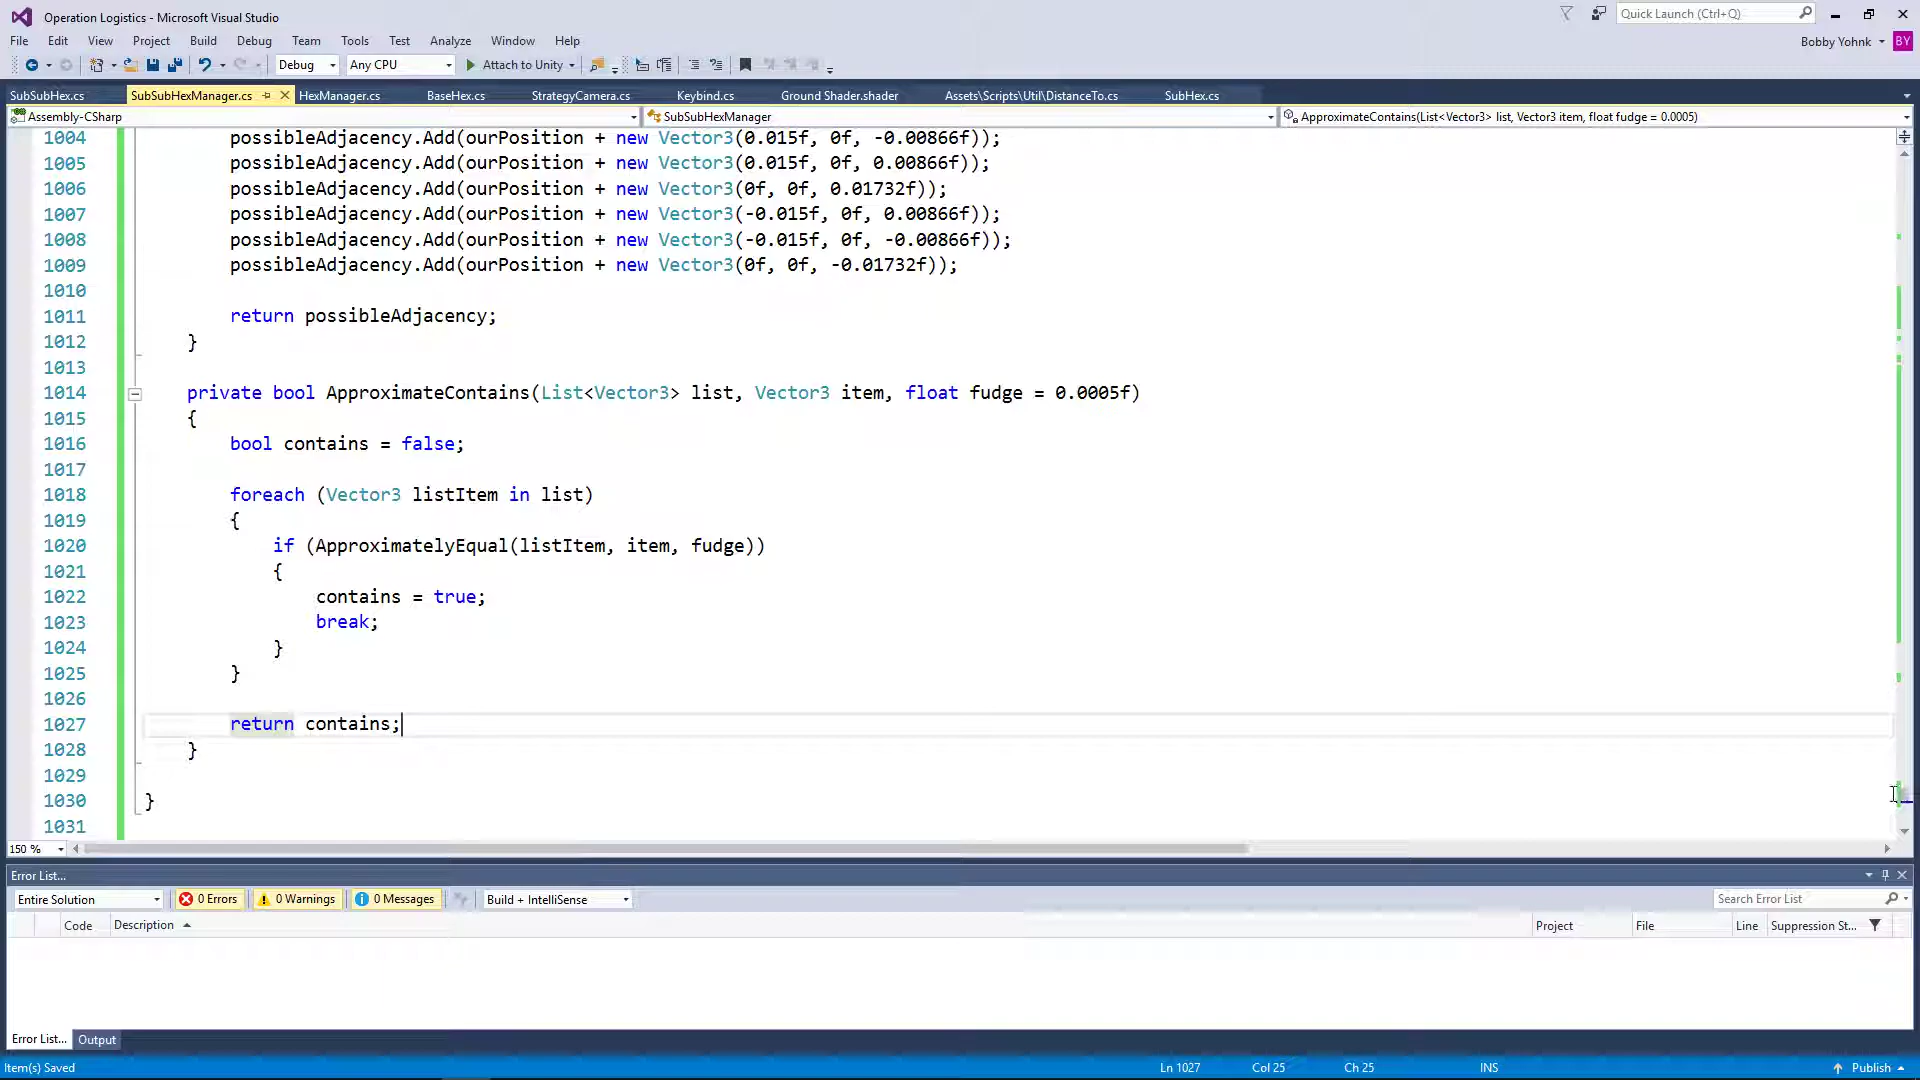 Operation Logistics - Microsoft Visual Studio
Quick Launch (Ctrl+Q)
File Edit View Project Build Debug Team Tools Test Analyze Window Help
Bobby Yohnk BY
Debug Any CPU Attach to Unity
SubSubHex.cs SubSubHexManager.cs HexManager.cs BaseHex.cs StrategyCamera.cs Keybind.cs Ground Shader.shader Assets\Scripts\Util\DistanceTo.cs SubHex.cs
Assembly-CSharp SubSubHexManager ApproximateContains(List<Vector3> list, Vector3 item, float fudge = 0.0005)
1004 possibleAdjacency.Add(ourPosition + new Vector3(0.015f, 0f, -0.00866f));
1005 possibleAdjacency.Add(ourPosition + new Vector3(0.015f, 0f, 0.00866f));
1006 possibleAdjacency.Add(ourPosition + new Vector3(0f, 0f, 0.01732f));
1007 possibleAdjacency.Add(ourPosition + new Vector3(-0.015f, 0f, 0.00866f));
1008 possibleAdjacency.Add(ourPosition + new Vector3(-0.015f, 0f, -0.00866f));
1009 possibleAdjacency.Add(ourPosition + new Vector3(0f, 0f, -0.01732f));
1010
1011 return possibleAdjacency;
1012 }
1013
1014 private bool ApproximateContains(List<Vector3> list, Vector3 item, float fudge = 0.0005f)
1015 {
1016 bool contains = false;
1017
1018 foreach (Vector3 listItem in list)
1019 {
1020 if (ApproximatelyEqual(listItem, item, fudge))
1021 {
1022 contains = true;
1023 break;
1024 }
1025 }
1026
1027 return contains;
1028 }
1029
1030 }
1031
150 %
Error List...
Entire Solution 0 Errors 0 Warnings 0 Messages Build + IntelliSense Search Error List
Code Description Project File Line Suppression St...
Error List... Output
Item(s) Saved Ln 1027 Col 25 Ch 25 INS Publish